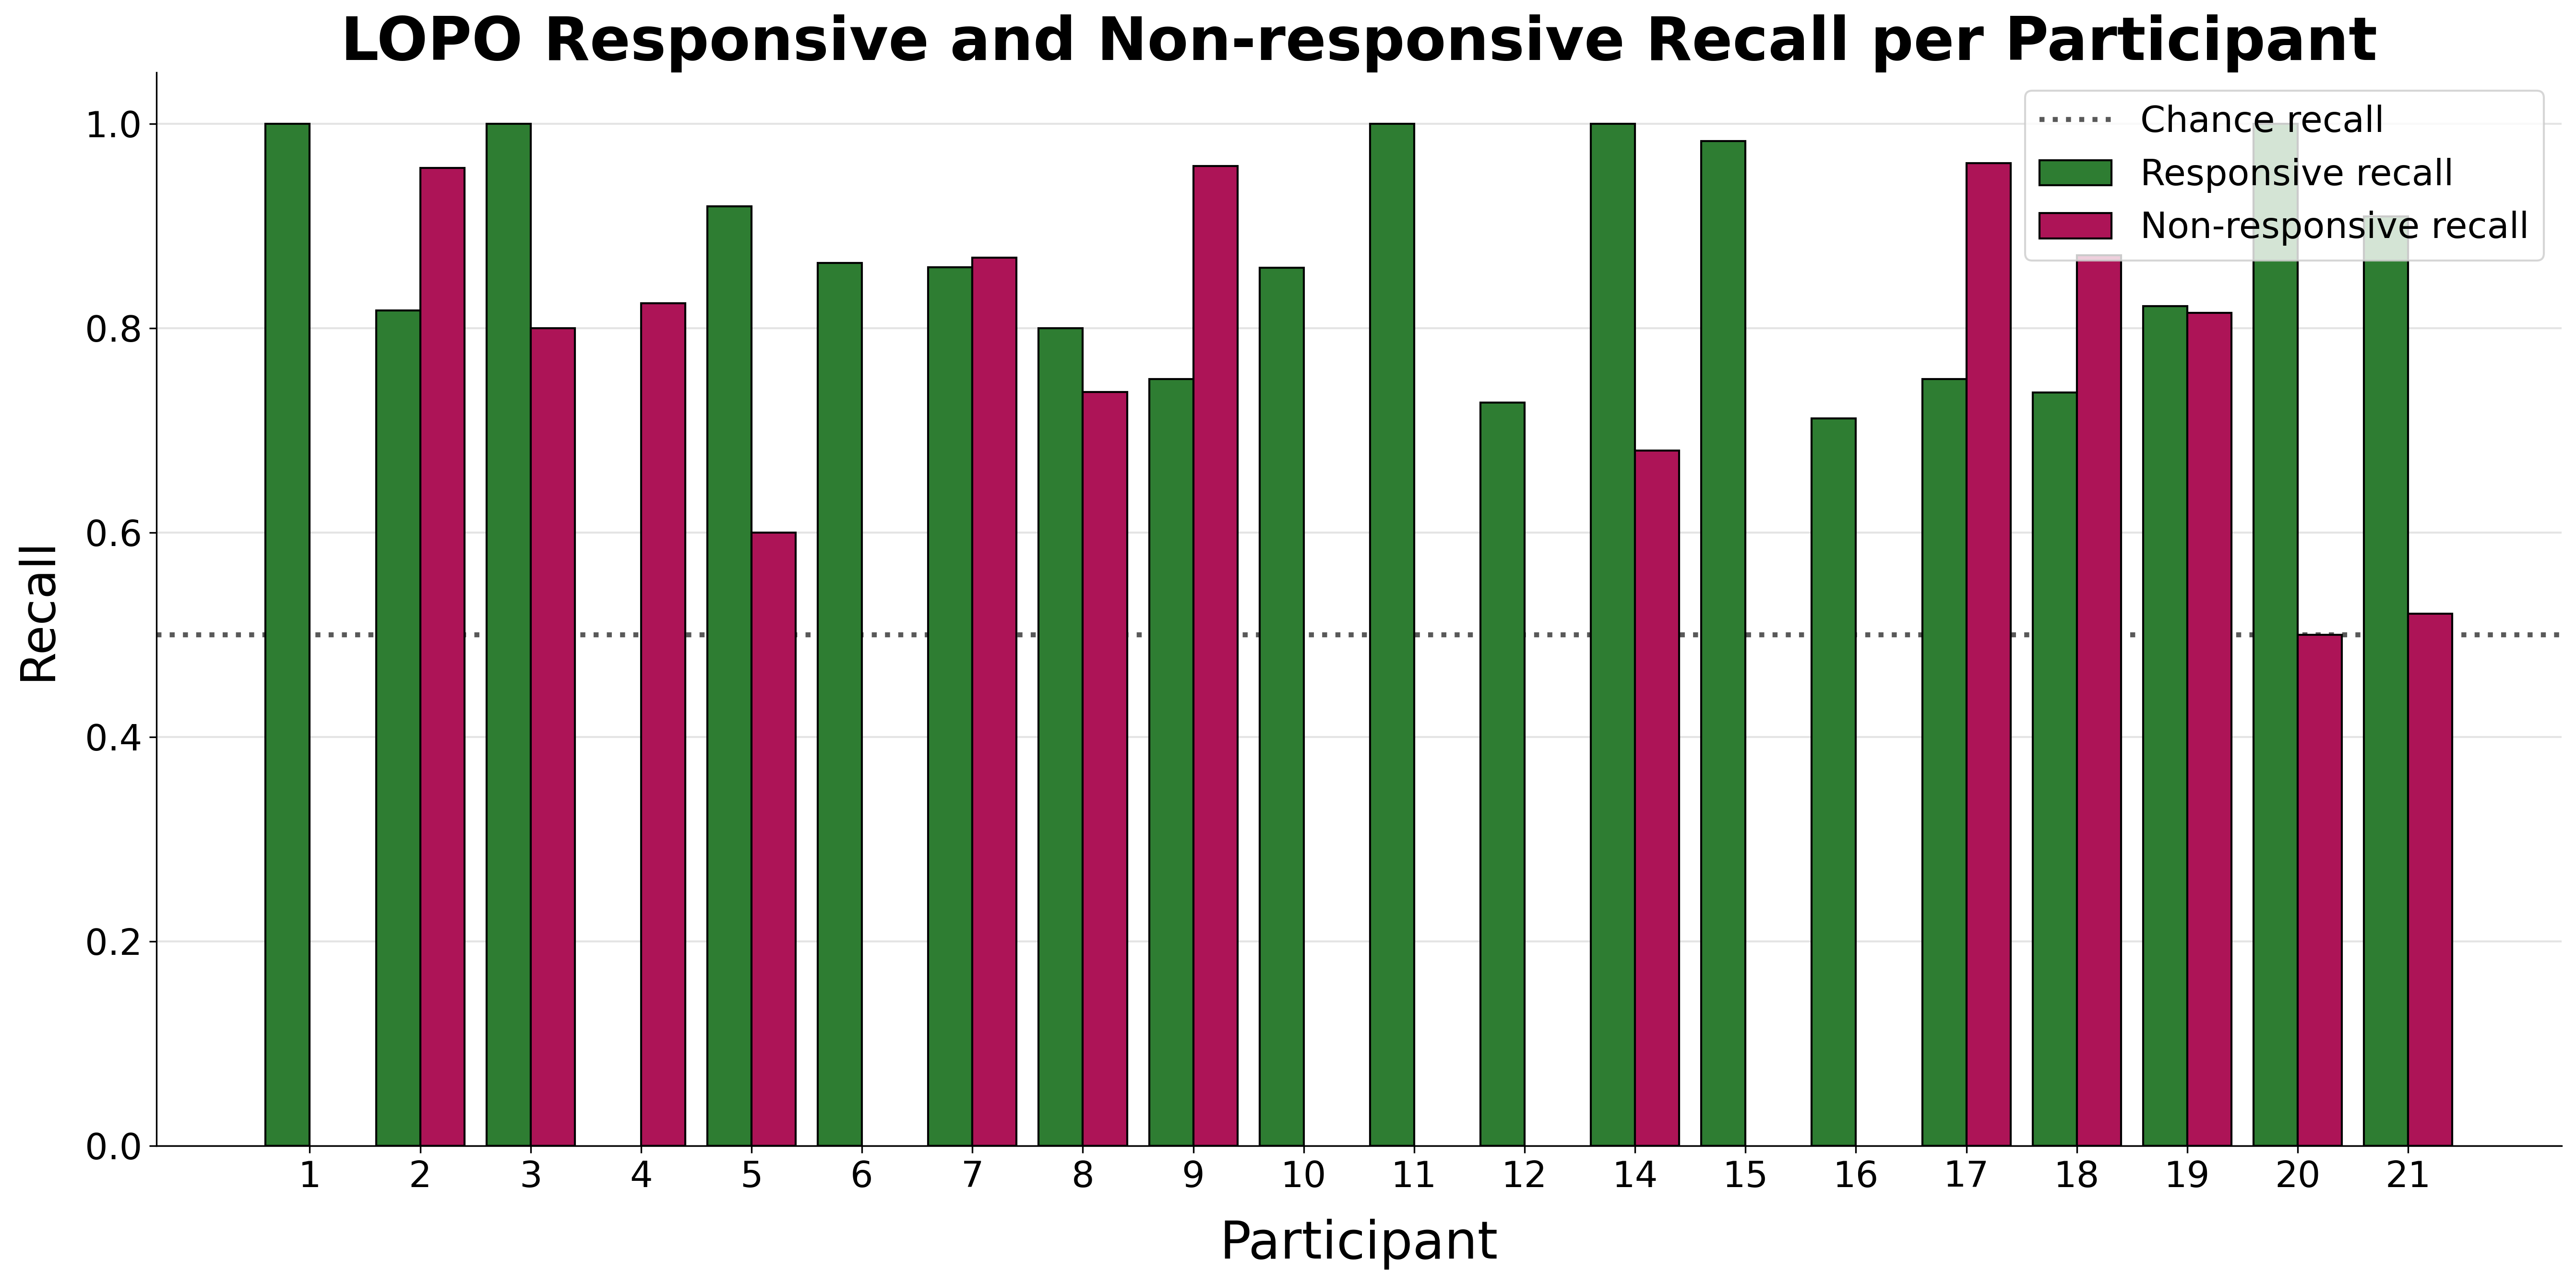 LOPO Responsive and Non-responsive Recall per Participant
Chance recall
Responsive recall
Non-responsive recall
1.0
0.8
0.6
0.4
0.2
0.0
Recall
1 2 3 4 5 6 7 8 9 10 11 12 14 15 16 17 18 19 20 21
Participant